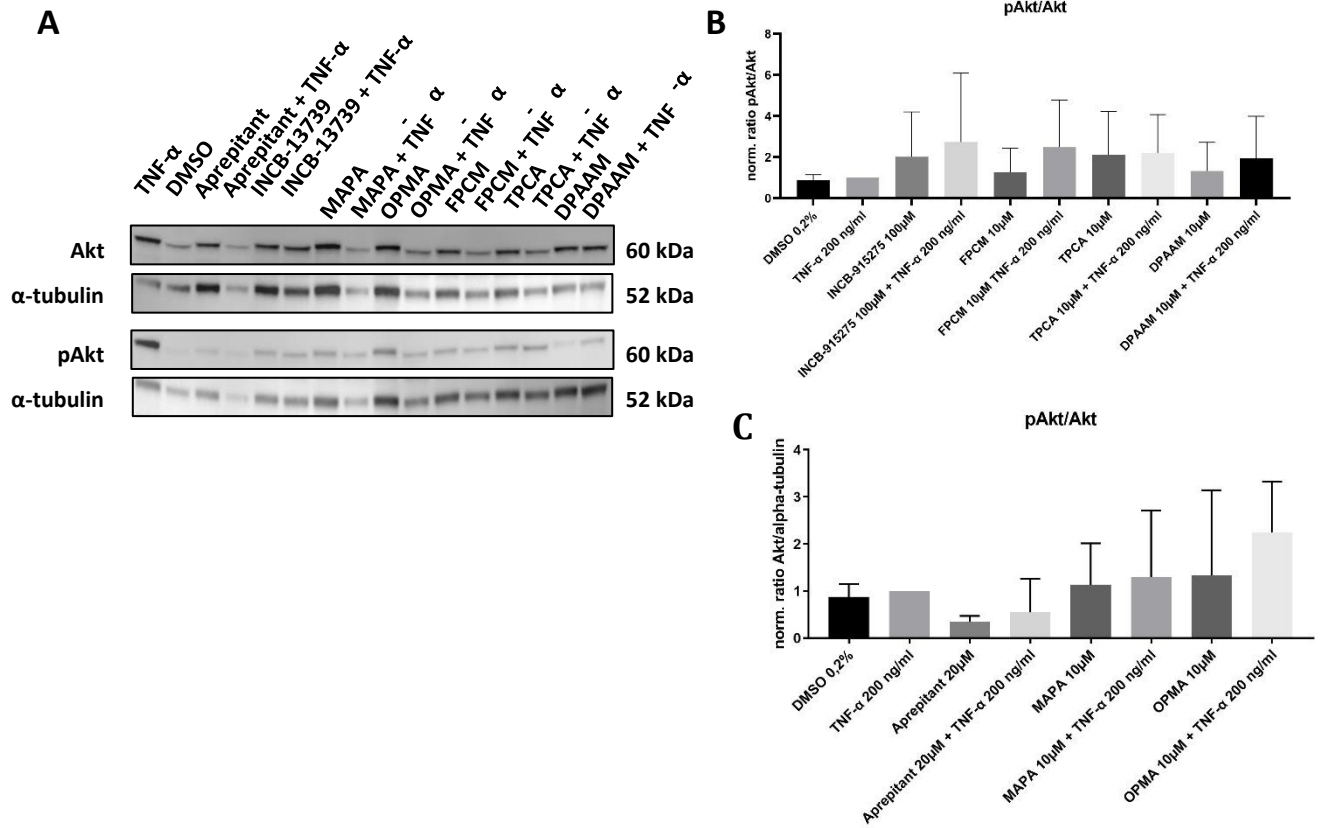 A
TNF-α
DMSO
Aprepitant
Aprepitant + TNF-α
INCB-13739
INCB-13739 + TNF-α
MAPA
MAPA + TNF - α
OPMA
OPMA + TNF - α
FPCM
FPCM + TNF - α
TPCA
TPCA + TNF - α
DPAAM
DPAAM + TNF -α
Akt
60 kDa
α-tubulin
52 kDa
pAkt
60 kDa
α-tubulin
52 kDa
B
pAkt/Akt
norm. ratio pAkt/Akt
8
6
4
2
0
DMSO 0.2%
TNF-α 200 ng/ml
INCB-915275 100µM
INCB-915275 100µM + TNF-α 200 ng/ml
FPCM 10µM
FPCM 10µM TNF-α 200 ng/ml
TPCA 10µM
TPCA 10µM + TNF-α 200 ng/ml
DPAAM 10µM
DPAAM 10µM + TNF-α 200 ng/ml
C
pAkt/Akt
norm. ratio Akt/alpha-tubulin
4
3
2
1
0
DMSO 0,2%
TNF-α 200 ng/ml
Aprepitant 20µM
Aprepitant 20µM + TNF-α 200 ng/ml
MAPA 10µM
MAPA 10µM + TNF-α 200 ng/ml
OPMA 10µM
OPMA 10µM + TNF-α 200 ng/ml